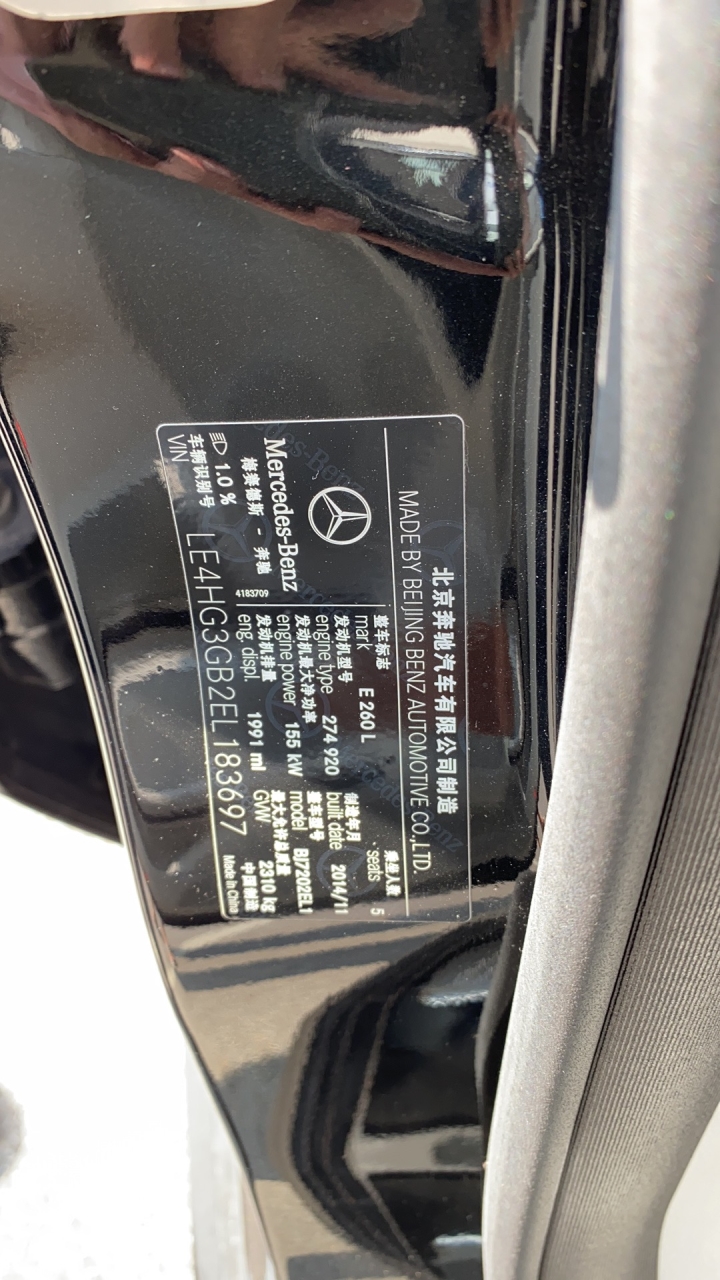 北京奔驰汽车有限公司制造
MADE BY BEIJING BENZ AUTOMOTIVE CO.,LTD.
整车标志
mark E 260 L
乘坐人数
seats 5
发动机型号
engine type 274 920
制造年月
built date 2014/11
发动机最大净功率
engine power 155 kW
整车型号
model BJ7202EL1
发动机排量
eng. displ. 1991 ml
最大允许总质量
GVW 2310 kg
Mercedes-Benz
梅赛德斯 - 奔驰
4183709
1.0 %
中国制造
Made in China
车辆识别号
VIN LE4HG3GB2EL183697